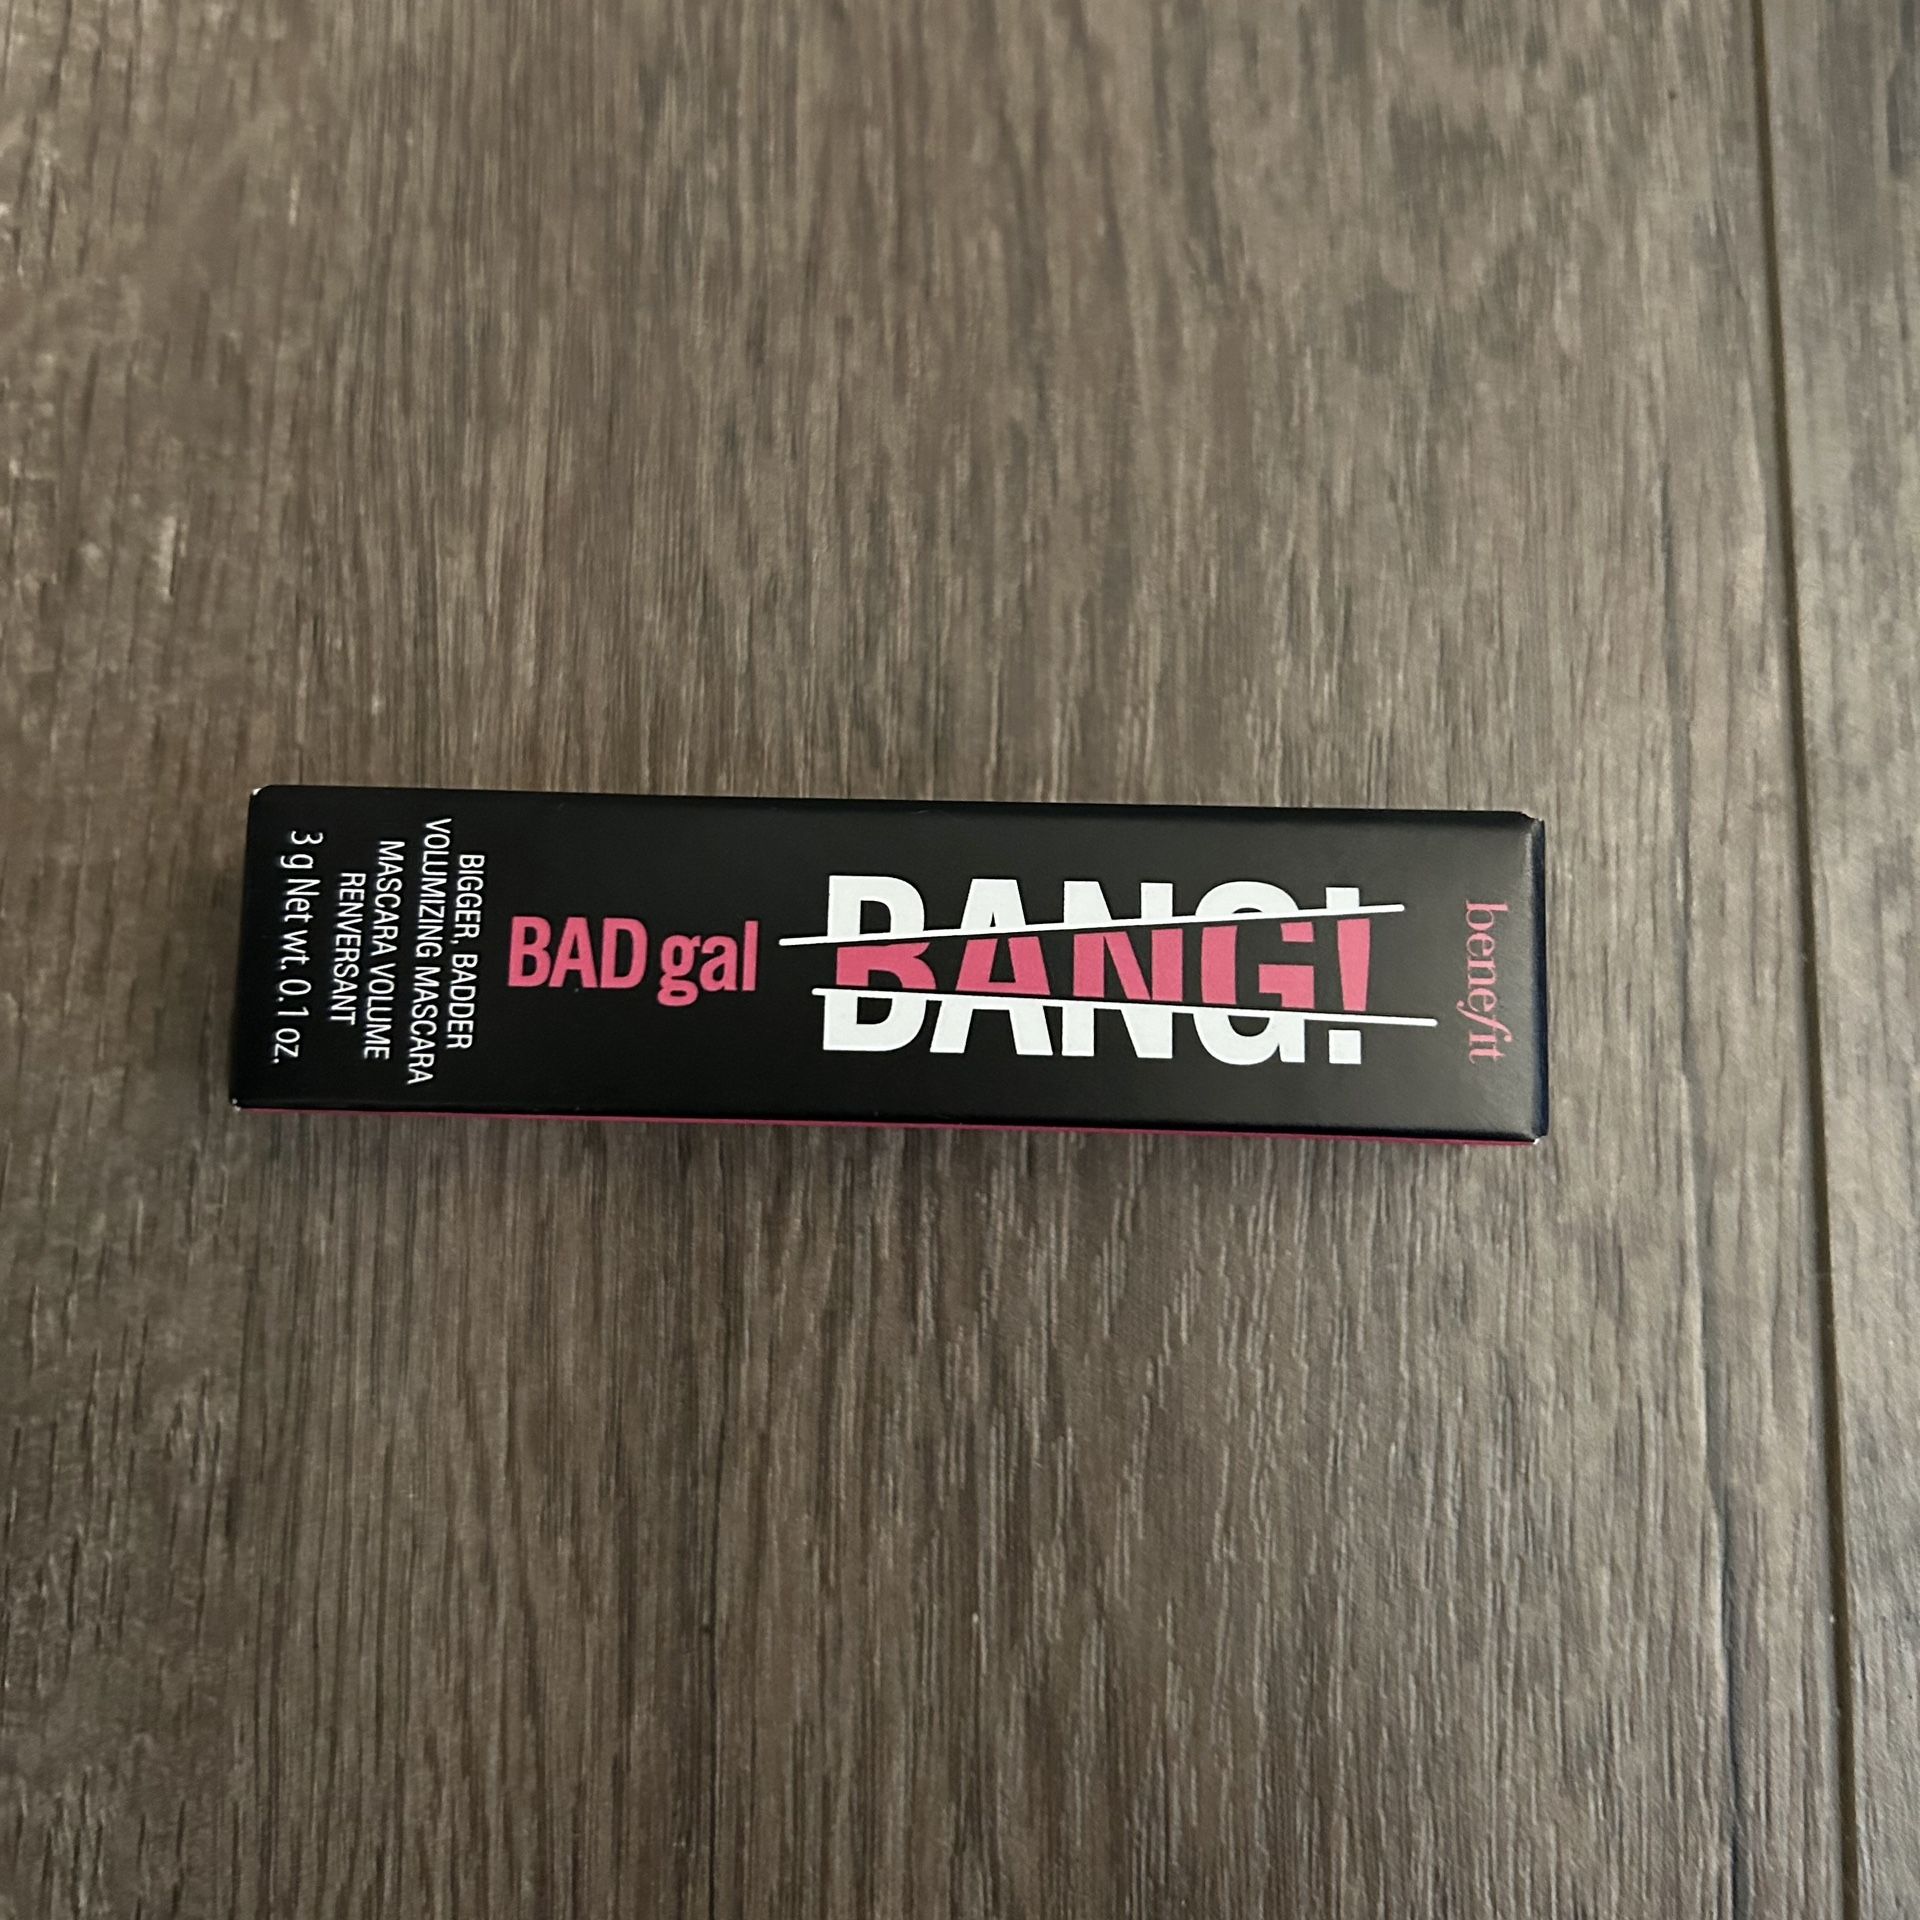 benefit
BAD gal
BANG!
BIGGER, BADDER
VOLUMIZING MASCARA
MASCARA VOLUME
RENVERSANT
3 g Net wt. 0.1 oz.